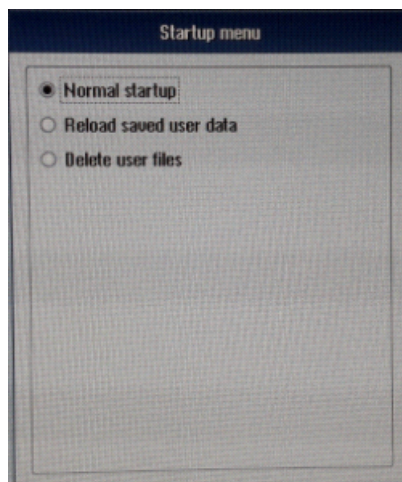 Startup menu
Normal startup
Reload saved user data
Delete user files